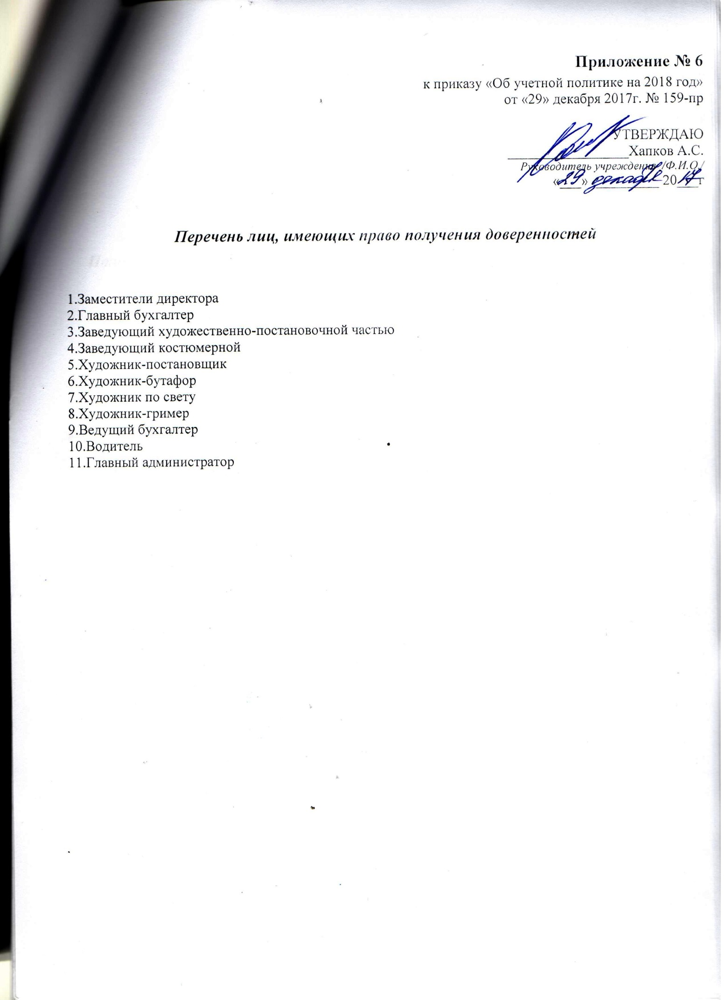 Приложение № 6
к приказу «Об учетной политике на 2018 год»
от «29» декабря 2017г. № 159-пр
УТВЕРЖДАЮ
____________________Хапков А.С.
Руководитель учреждения /Ф.И.О./
«29» декабря 2017г
Перечень лиц, имеющих право получения доверенностей
1.Заместители директора
2.Главный бухгалтер
3.Заведующий художественно-постановочной частью
4.Заведующий костюмерной
5.Художник-постановщик
6.Художник-бутафор
7.Художник по свету
8.Художник-гример
9.Ведущий бухгалтер
10.Водитель
11.Главный администратор